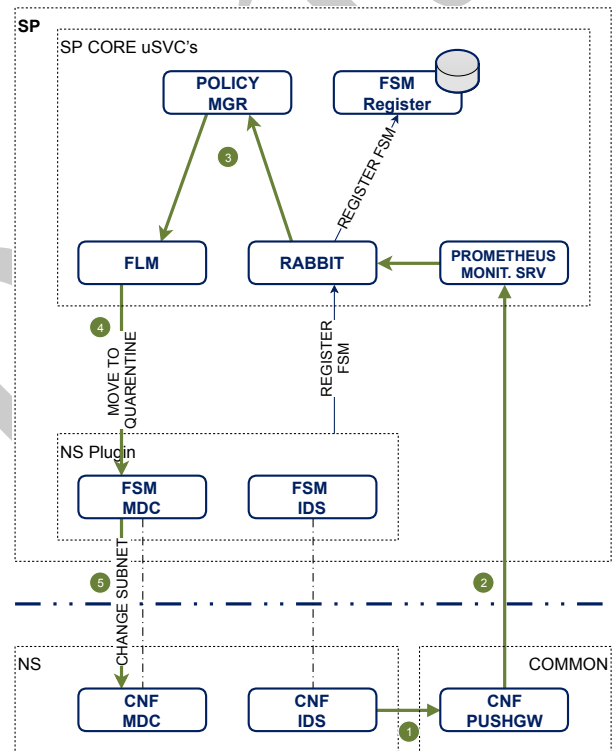 SP
SP CORE uSVC's
POLICY
MGR
FSM
Register
3
REGISTER FSM
FLM
RABBIT
PROMETHEUS
MONIT. SRV
4
MOVE TO
QUARENTINE
REGISTER
FSM
NS Plugin
FSM
MDC
FSM
IDS
5
CHANGE SUBNET
2
NS
COMMON
CNF
MDC
CNF
IDS
1
CNF
PUSHGW